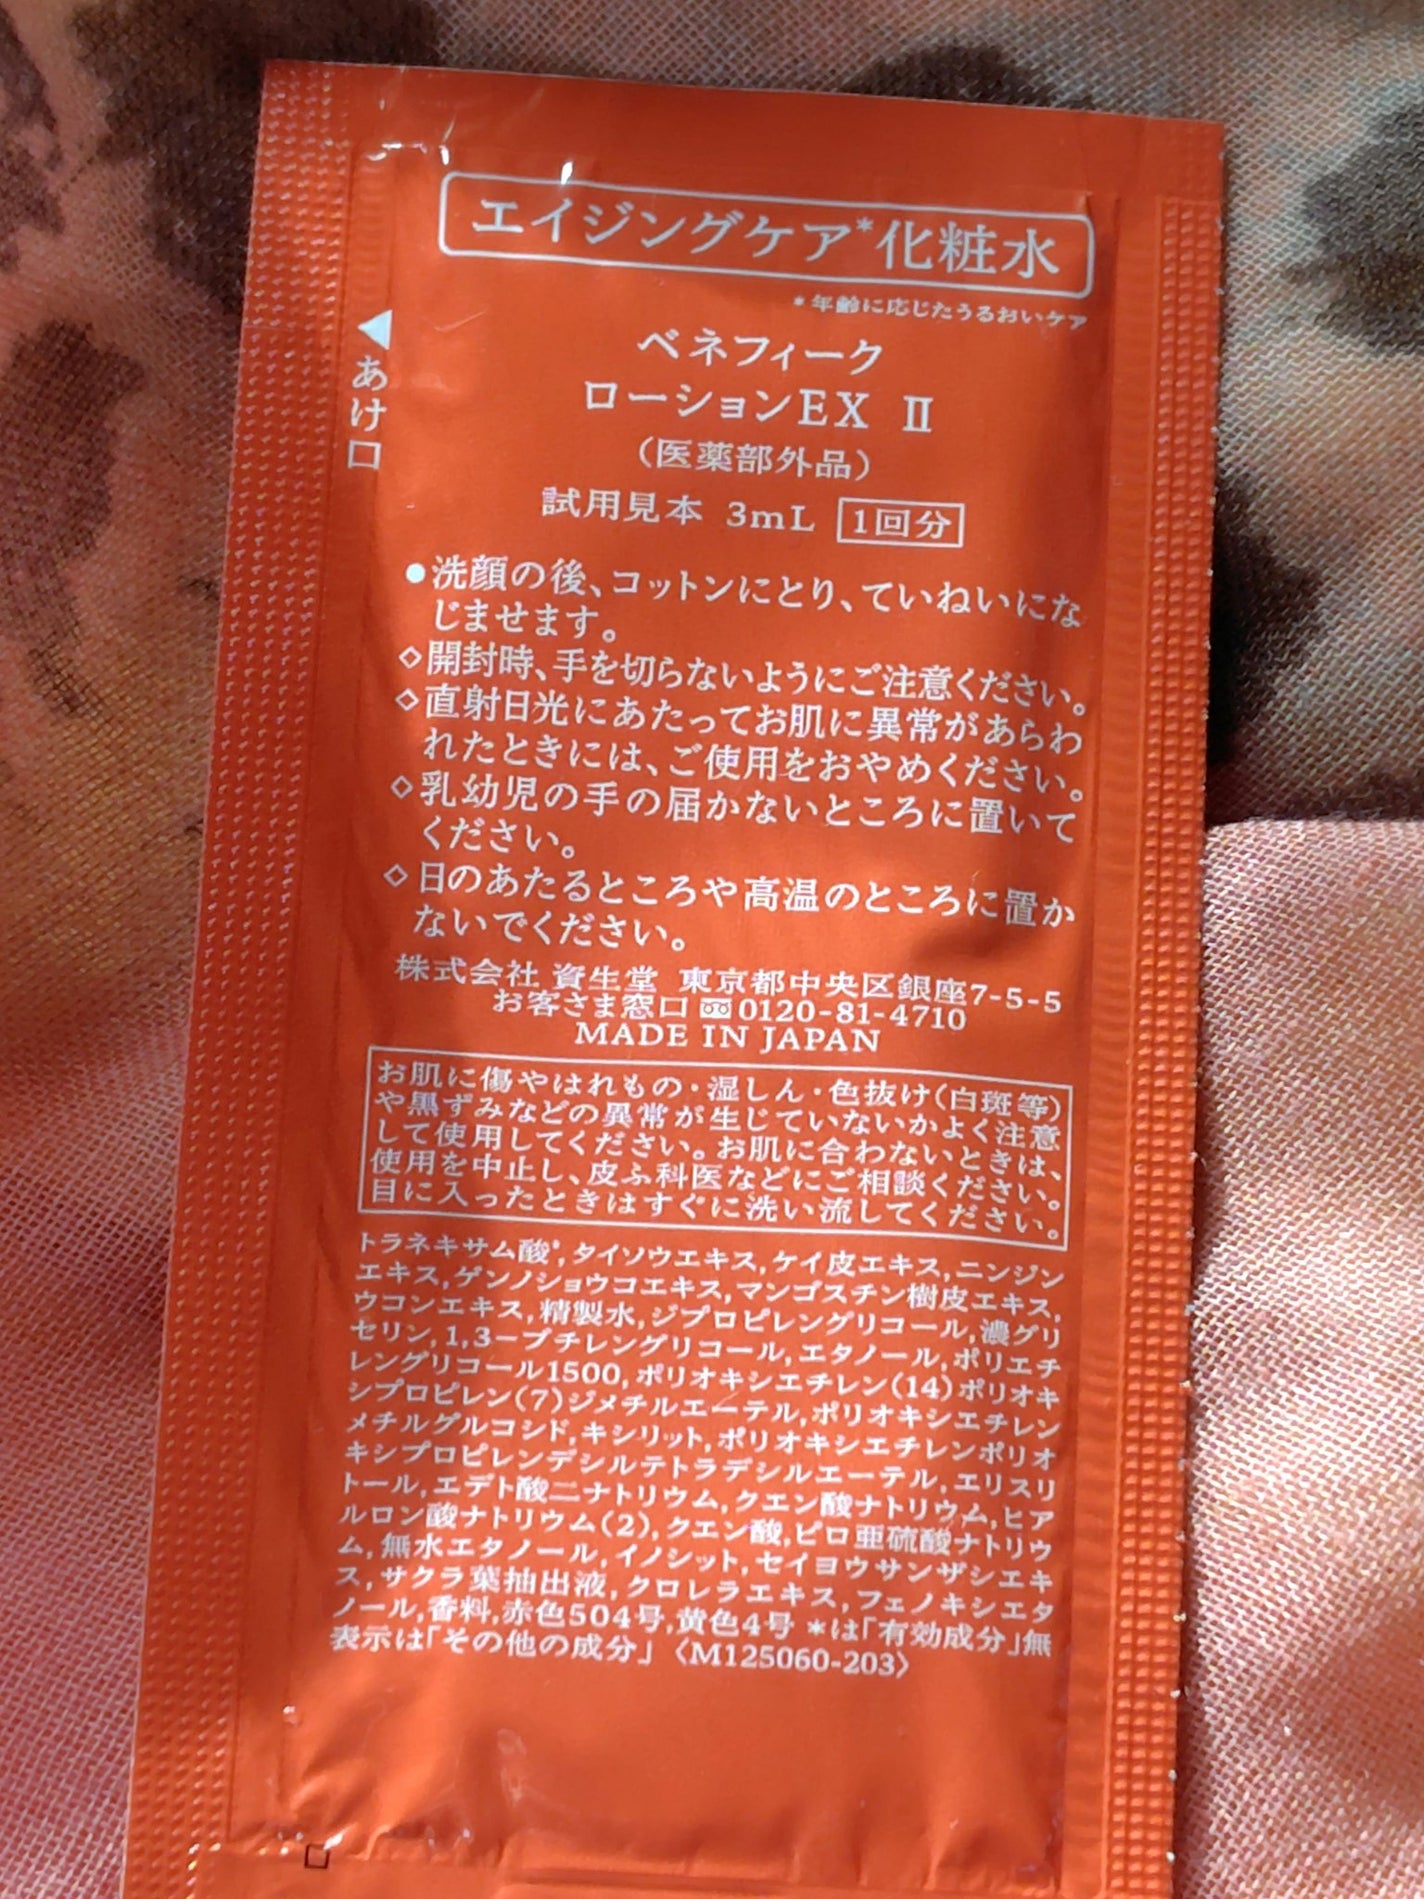 エイジングケア*化粧水
*年齢に応じたうるおいケア
◀あけ口
ベネフィーク
ローションEX Ⅱ
（医薬部外品）
試用見本 3mL 1回分
●洗顔の後、コットンにとり、ていねいにな
じませます。
◇開封時、手を切らないようにご注意ください。
◇直射日光にあたってお肌に異常があらわ
れたときには、ご使用をおやめください。
◇乳幼児の手の届かないところに置いて
ください。
◇日のあたるところや高温のところに置か
ないでください。
株式会社 資生堂 東京都中央区銀座7-5-5
お客さま窓口 0120-81-4710
MADE IN JAPAN
お肌に傷やはれもの・湿しん・色抜け(白斑等)
や黒ずみなどの異常が生じていないかよく注意
して使用してください。お肌に合わないときは、
使用を中止し、皮ふ科医などにご相談ください。
目に入ったときはすぐに洗い流してください。
トラネキサム酸*,タイソウエキス,ケイ皮エキス,ニンジン
エキス,ゲンノショウコエキス,マンゴスチン樹皮エキス,
ウコンエキス,精製水,ジプロピレングリコール,濃グリ
セリン,1,3－ブチレングリコール,エタノール,ポリエチ
レングリコール1500,ポリオキシエチレン(14)ポリオキ
シプロピレン(7)ジメチルエーテル,ポリオキシエチレン
メチルグルコシド,キシリット,ポリオキシエチレンポリオ
キシプロピレンデシルテトラデシルエーテル,エリスリ
トール,エデト酸二ナトリウム,クエン酸ナトリウム,ヒア
ルロン酸ナトリウム(2),クエン酸,ピロ亜硫酸ナトリウ
ム,無水エタノール,イノシット,セイヨウサンザシエキ
ス,サクラ葉抽出液,クロレラエキス,フェノキシエタ
ノール,香料,赤色504号,黄色4号 *は「有効成分」無
表示は「その他の成分」〈M125060-203〉